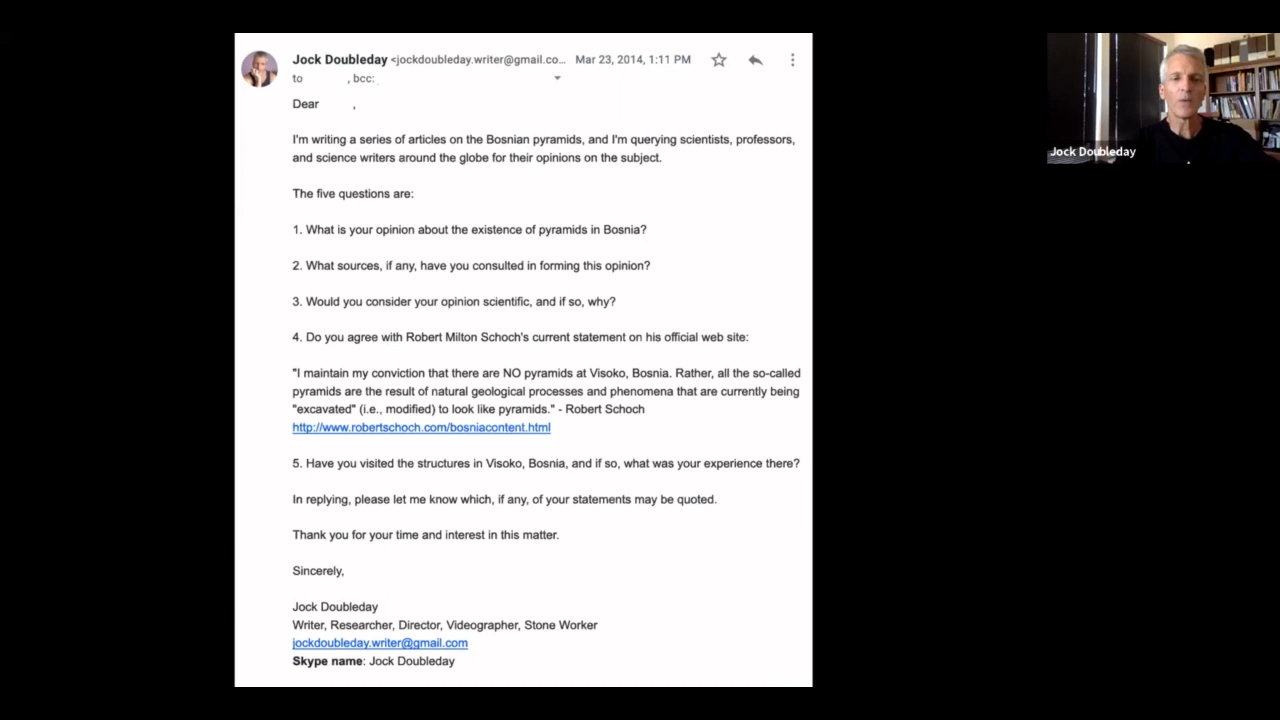 Jock Doubleday <jockdoubleday.writer@gmail.co... Mar 23, 2014, 1:11 PM
to , bcc:
Dear ,
I'm writing a series of articles on the Bosnian pyramids, and I'm querying scientists, professors,
and science writers around the globe for their opinions on the subject.
The five questions are:
1. What is your opinion about the existence of pyramids in Bosnia?
2. What sources, if any, have you consulted in forming this opinion?
3. Would you consider your opinion scientific, and if so, why?
4. Do you agree with Robert Milton Schoch's current statement on his official web site:
"I maintain my conviction that there are NO pyramids at Visoko, Bosnia. Rather, all the so-called
pyramids are the result of natural geological processes and phenomena that are currently being
"excavated" (i.e., modified) to look like pyramids." - Robert Schoch
http://www.robertschoch.com/bosniacontent.html
5. Have you visited the structures in Visoko, Bosnia, and if so, what was your experience there?
In replying, please let me know which, if any, of your statements may be quoted.
Thank you for your time and interest in this matter.
Sincerely,
Jock Doubleday
Writer, Researcher, Director, Videographer, Stone Worker
jockdoubleday.writer@gmail.com
Skype name: Jock Doubleday
Jock Doubleday